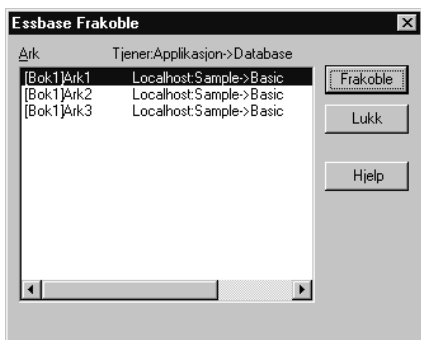 Essbase Frakoble
Ark Tjener:Applikasjon->Database
[Bok1]Ark1 Localhost:Sample->Basic
[Bok1]Ark2 Localhost:Sample->Basic
[Bok1]Ark3 Localhost:Sample->Basic
Frakoble
Lukk
Hjelp